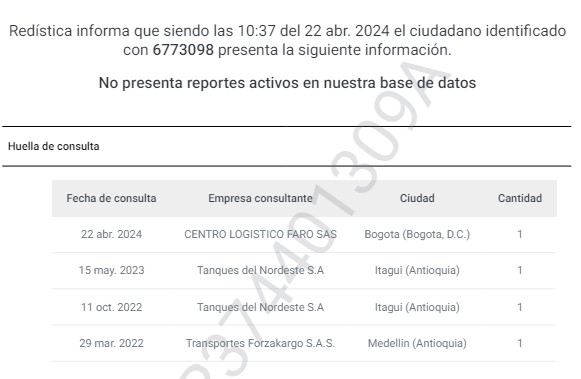 Redística informa que siendo las 10:37 del 22 abr. 2024 el ciudadano identificado
con 6773098 presenta la siguiente información.
No presenta reportes activos en nuestra base de datos
Huella de consulta
Fecha de consulta Empresa consultante Ciudad Cantidad
22 abr. 2024 CENTRO LOGISTICO FARO SAS Bogota (Bogota, D.C.) 1
15 may. 2023 Tanques del Nordeste S.A Itagui (Antioquia) 1
11 oct. 2022 Tanques del Nordeste S.A Itagui (Antioquia) 1
29 mar. 2022 Transportes Forzakargo S.A.S. Medellin (Antioquia) 1